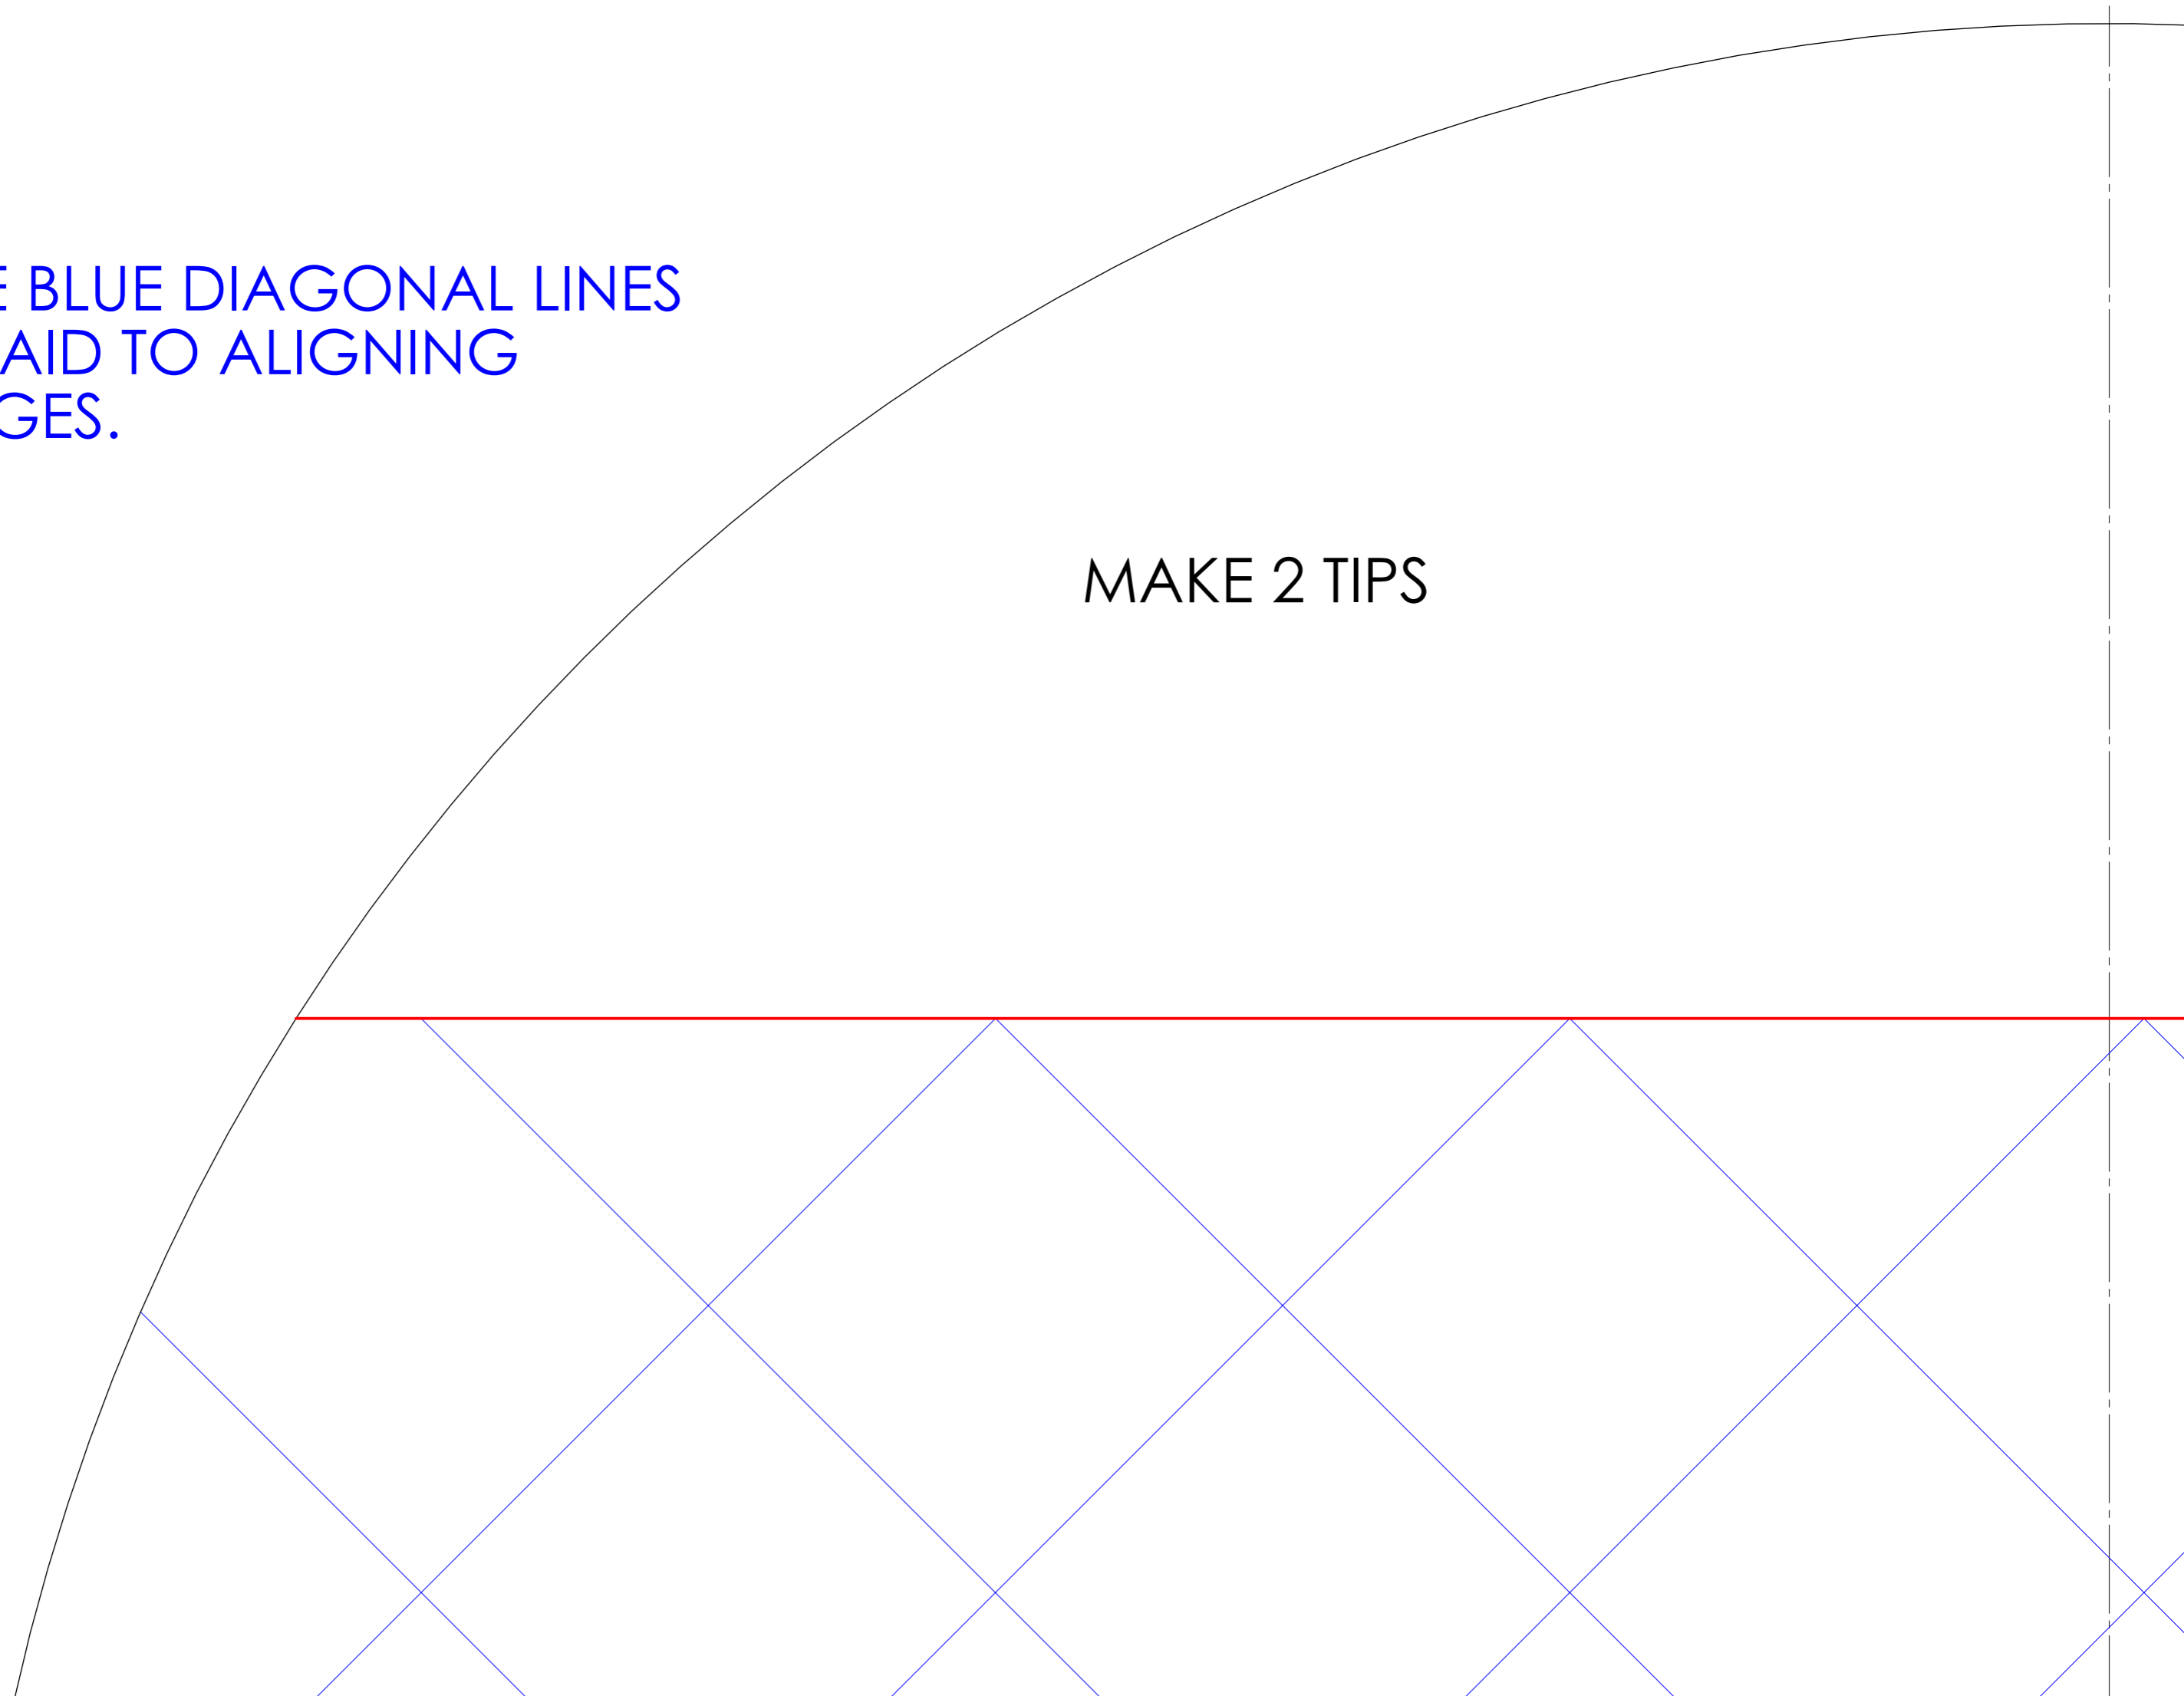 E BLUE DIAGONAL LINES
AID TO ALIGNING
GES.
MAKE 2 TIPS